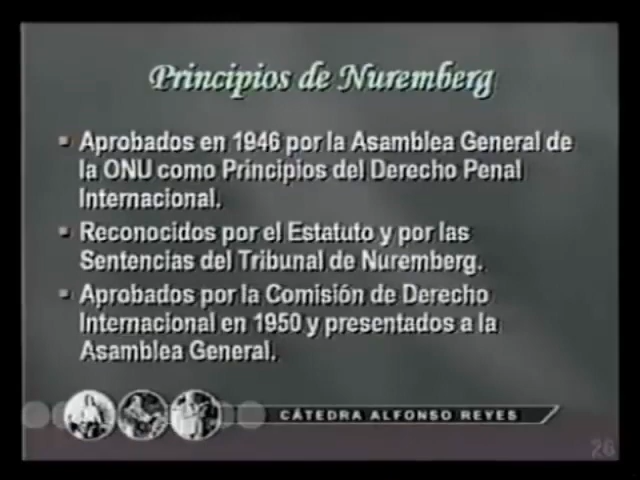 Principios de Nuremberg
Aprobados en 1946 por la Asamblea General de
la ONU como Principios del Derecho Penal
Internacional.
Reconocidos por el Estatuto y por las
Sentencias del Tribunal de Nuremberg.
Aprobados por la Comisión de Derecho
Internacional en 1950 y presentados a la
Asamblea General.
CÁTEDRA ALFONSO REYES
26